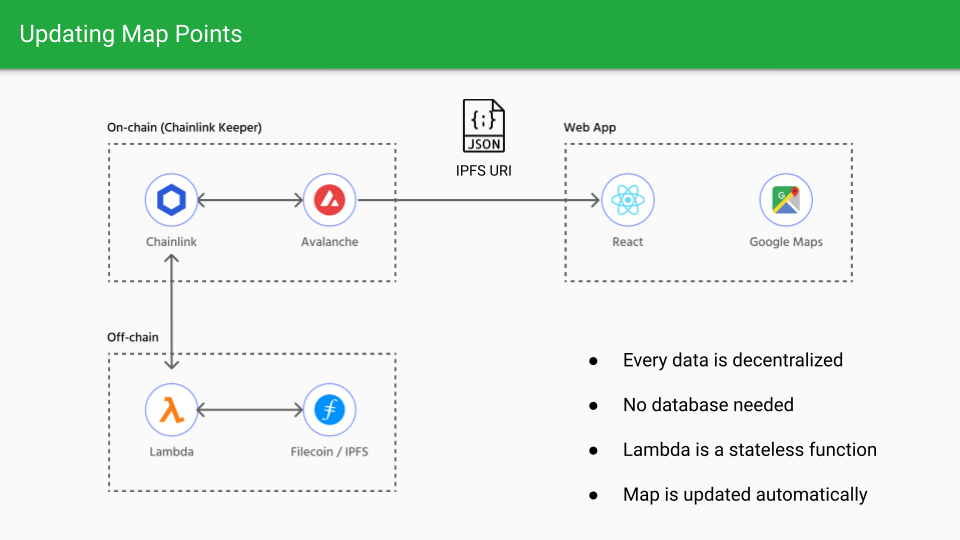 Updating Map Points
On-chain (Chainlink Keeper)
{;}
JSON
IPFS URI
Web App
Chainlink
Avalanche
React
G
Google Maps
Off-chain
Lambda
Filecoin / IPFS
● Every data is decentralized
● No database needed
● Lambda is a stateless function
● Map is updated automatically